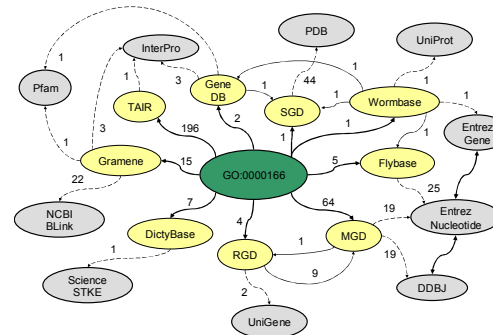 PDB
UniProt
1
InterPro
Pfam
1
3
44
1
Gene
DB
1
Wormbase
1
TAIR
SGD
1
1
Entrez
Gene
3
196
2
1
1
1
Gramene
1
15
GO:0000166
5
Flybase
22
25
NCBI
BLink
7
64
Entrez
Nucleotide
DictyBase
4
19
MGD
1
RGD
1
9
19
Science
STKE
2
DDBJ
UniGene